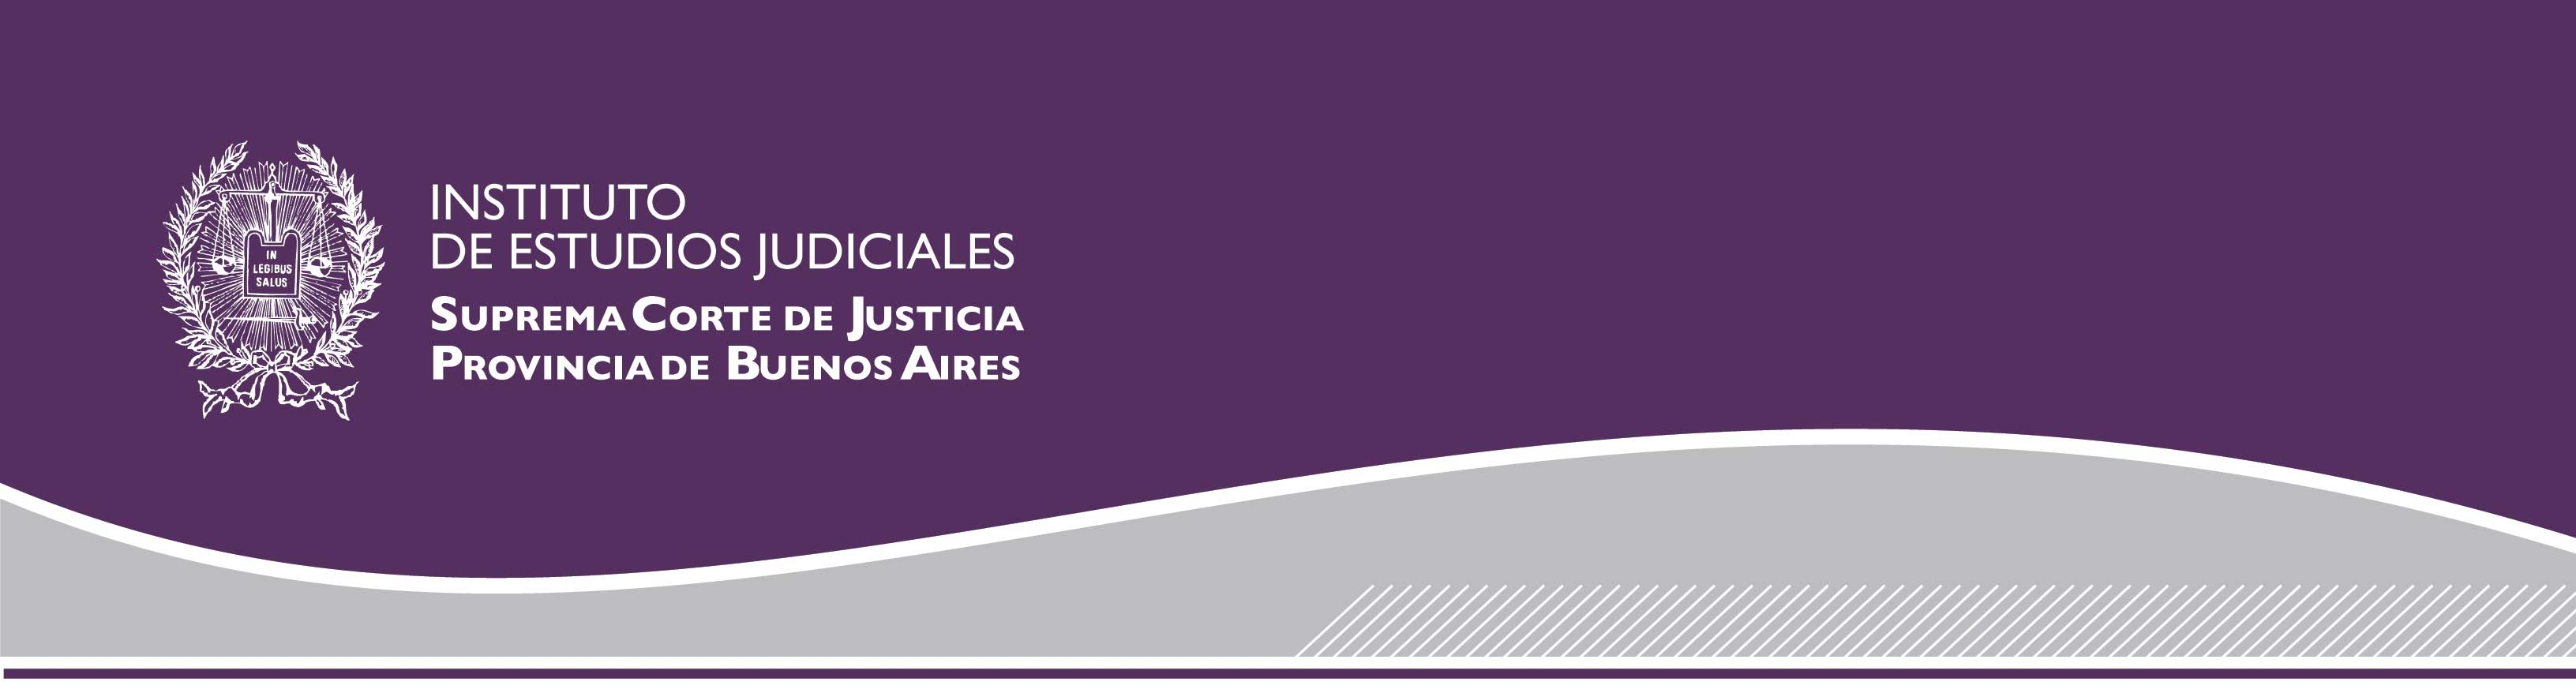 IN
LEGIBUS
SALUS
INSTITUTO
DE ESTUDIOS JUDICIALES
SUPREMA CORTE DE JUSTICIA
PROVINCIA DE BUENOS AIRES